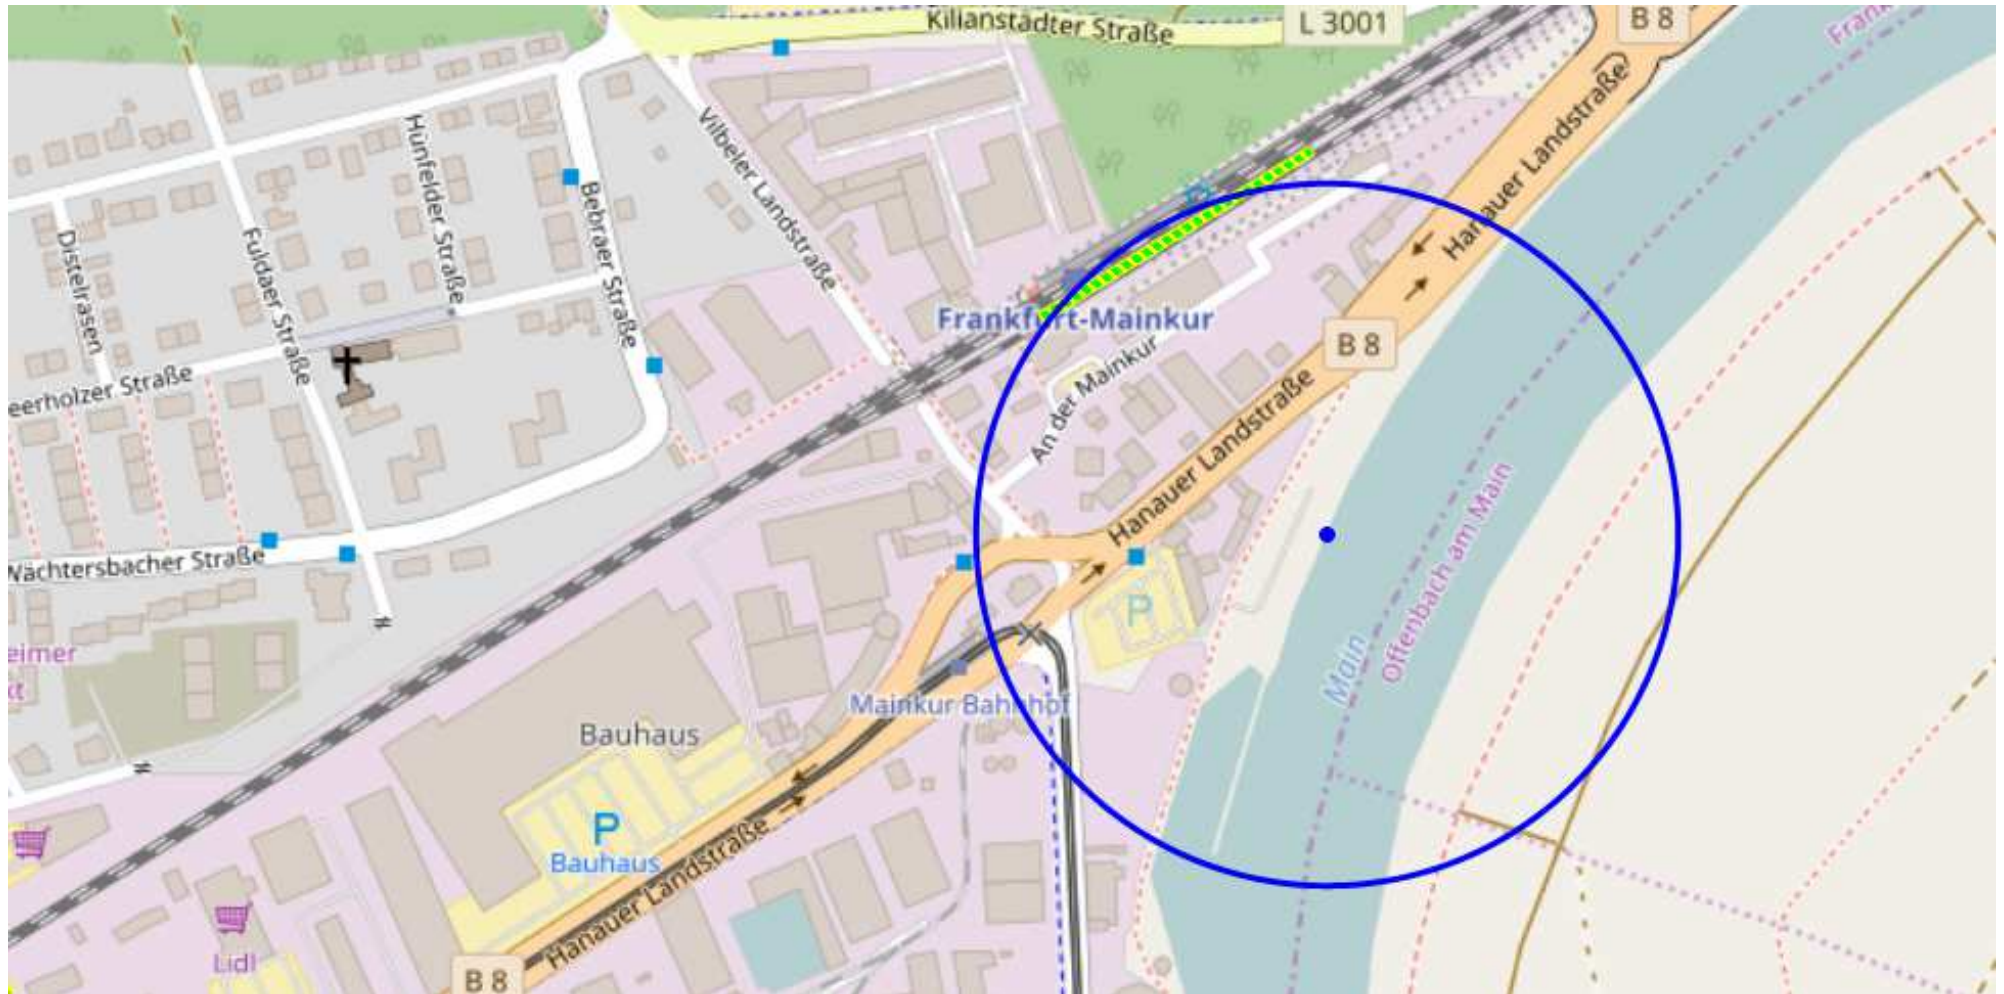 Kilianstädter Straße
L 3001
B 8
Frank
Hünfelder Straße
Vilbeler Landstraße
Bebraer Straße
Hanauer Landstraße
Distelrasen
Fuldaer Straße
Frankfurt-Mainkur
B 8
An der Mainkur
eerholzer Straße
Hanauer Landstraße
Wächtersbacher Straße
Offenbach am Main
P
Main
eimer
kt
Mainkur Bahnhof
Bauhaus
P
Bauhaus
Hanauer Landstraße
Lidl
B 8